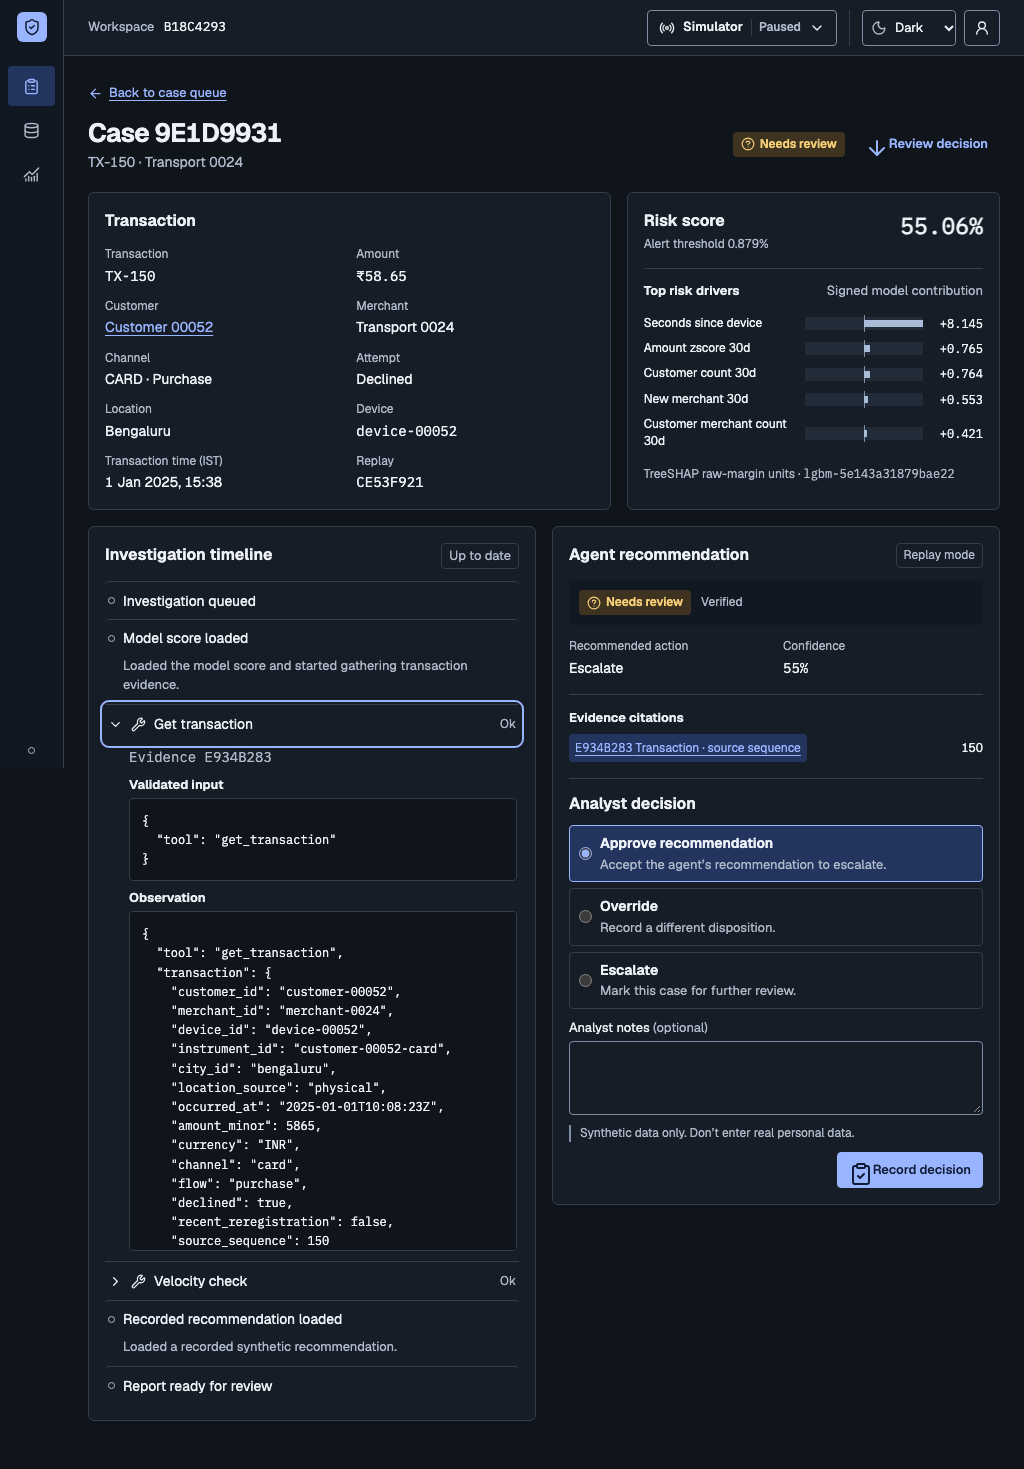 Workspace B18C4293
Simulator Paused
Dark
Back to case queue
Case 9E1D9931
TX-150 · Transport 0024
Needs review
Review decision
Transaction
Transaction
TX-150
Amount
₹58.65
Customer
Customer 00052
Merchant
Transport 0024
Channel
CARD · Purchase
Attempt
Declined
Location
Bengaluru
Device
device-00052
Transaction time (IST)
1 Jan 2025, 15:38
Replay
CE53F921
Risk score
55.06%
Alert threshold 0.879%
Top risk drivers
Signed model contribution
Seconds since device +8.145
Amount zscore 30d +0.765
Customer count 30d +0.764
New merchant 30d +0.553
Customer merchant count
30d
+0.421
TreeSHAP raw-margin units · lgbm-5e143a31879bae22
Investigation timeline
Up to date
Investigation queued
Model score loaded
Loaded the model score and started gathering transaction
evidence.
Get transaction Ok
Evidence E934B283
Validated input
{
"tool": "get_transaction"
}
Observation
{
"tool": "get_transaction",
"transaction": {
"customer_id": "customer-00052",
"merchant_id": "merchant-0024",
"device_id": "device-00052",
"instrument_id": "customer-00052-card",
"city_id": "bengaluru",
"location_source": "physical",
"occurred_at": "2025-01-01T10:08:23Z",
"amount_minor": 5865,
"currency": "INR",
"channel": "card",
"flow": "purchase",
"declined": true,
"recent_reregistration": false,
"source_sequence": 150
Velocity check Ok
Recorded recommendation loaded
Loaded a recorded synthetic recommendation.
Report ready for review
Agent recommendation
Replay mode
Needs review Verified
Recommended action
Escalate
Confidence
55%
Evidence citations
E934B283 Transaction · source sequence 150
Analyst decision
Approve recommendation
Accept the agent's recommendation to escalate.
Override
Record a different disposition.
Escalate
Mark this case for further review.
Analyst notes (optional)
Synthetic data only. Don't enter real personal data.
Record decision